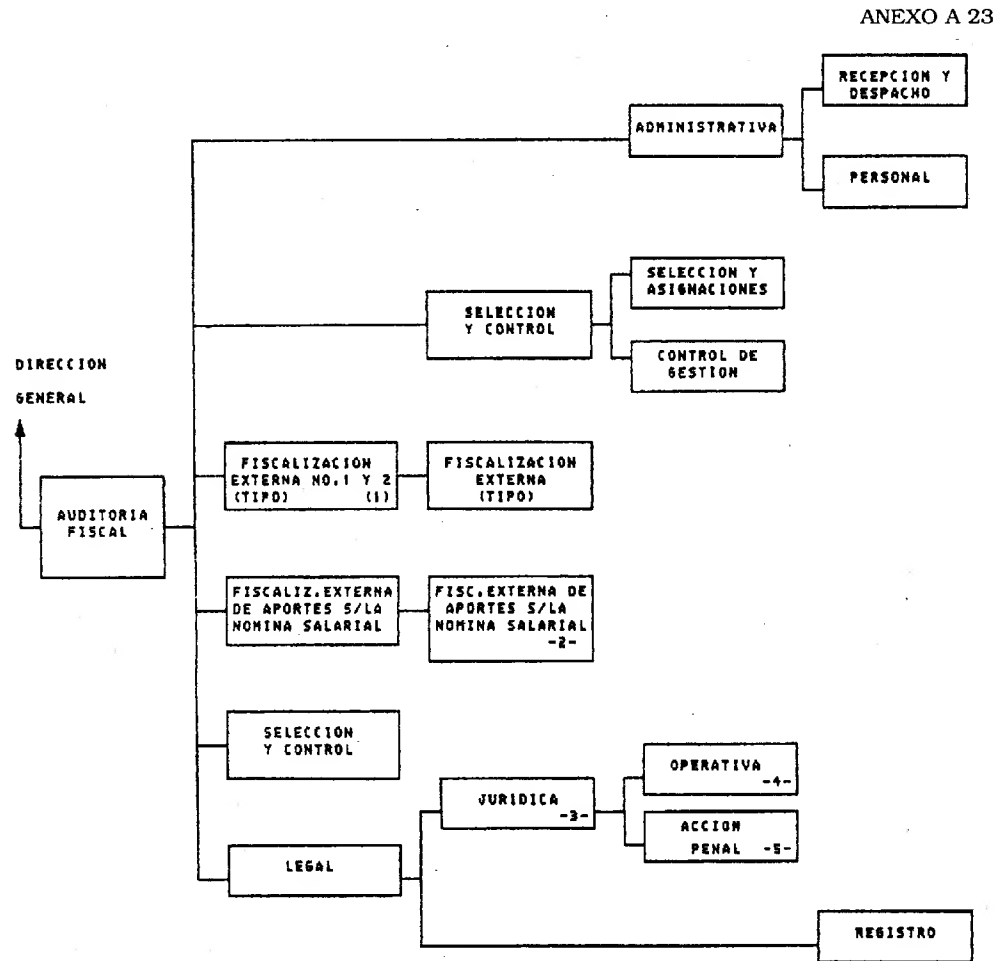 ANEXO A 23
RECEPCION Y
DESPACHO
ADMINISTRATIVA
PERSONAL
SELECCION Y
ASIGNACIONES
SELECCION
Y CONTROL
CONTROL DE
GESTION
DIRECCION
GENERAL
FISCALIZACION
EXTERNA NO.1 Y 2
(TIPO) (1)
FISCALIZACION
EXTERNA
(TIPO)
AUDITORIA
FISCAL
FISCALIZ.EXTERNA
DE APORTES S/LA
NOMINA SALARIAL
FISC.EXTERNA DE
APORTES S/LA
NOMINA SALARIAL
-2-
SELECCION
Y CONTROL
OPERATIVA
-4-
JURIDICA
-3-
ACCION
PENAL -5-
LEGAL
REGISTRO